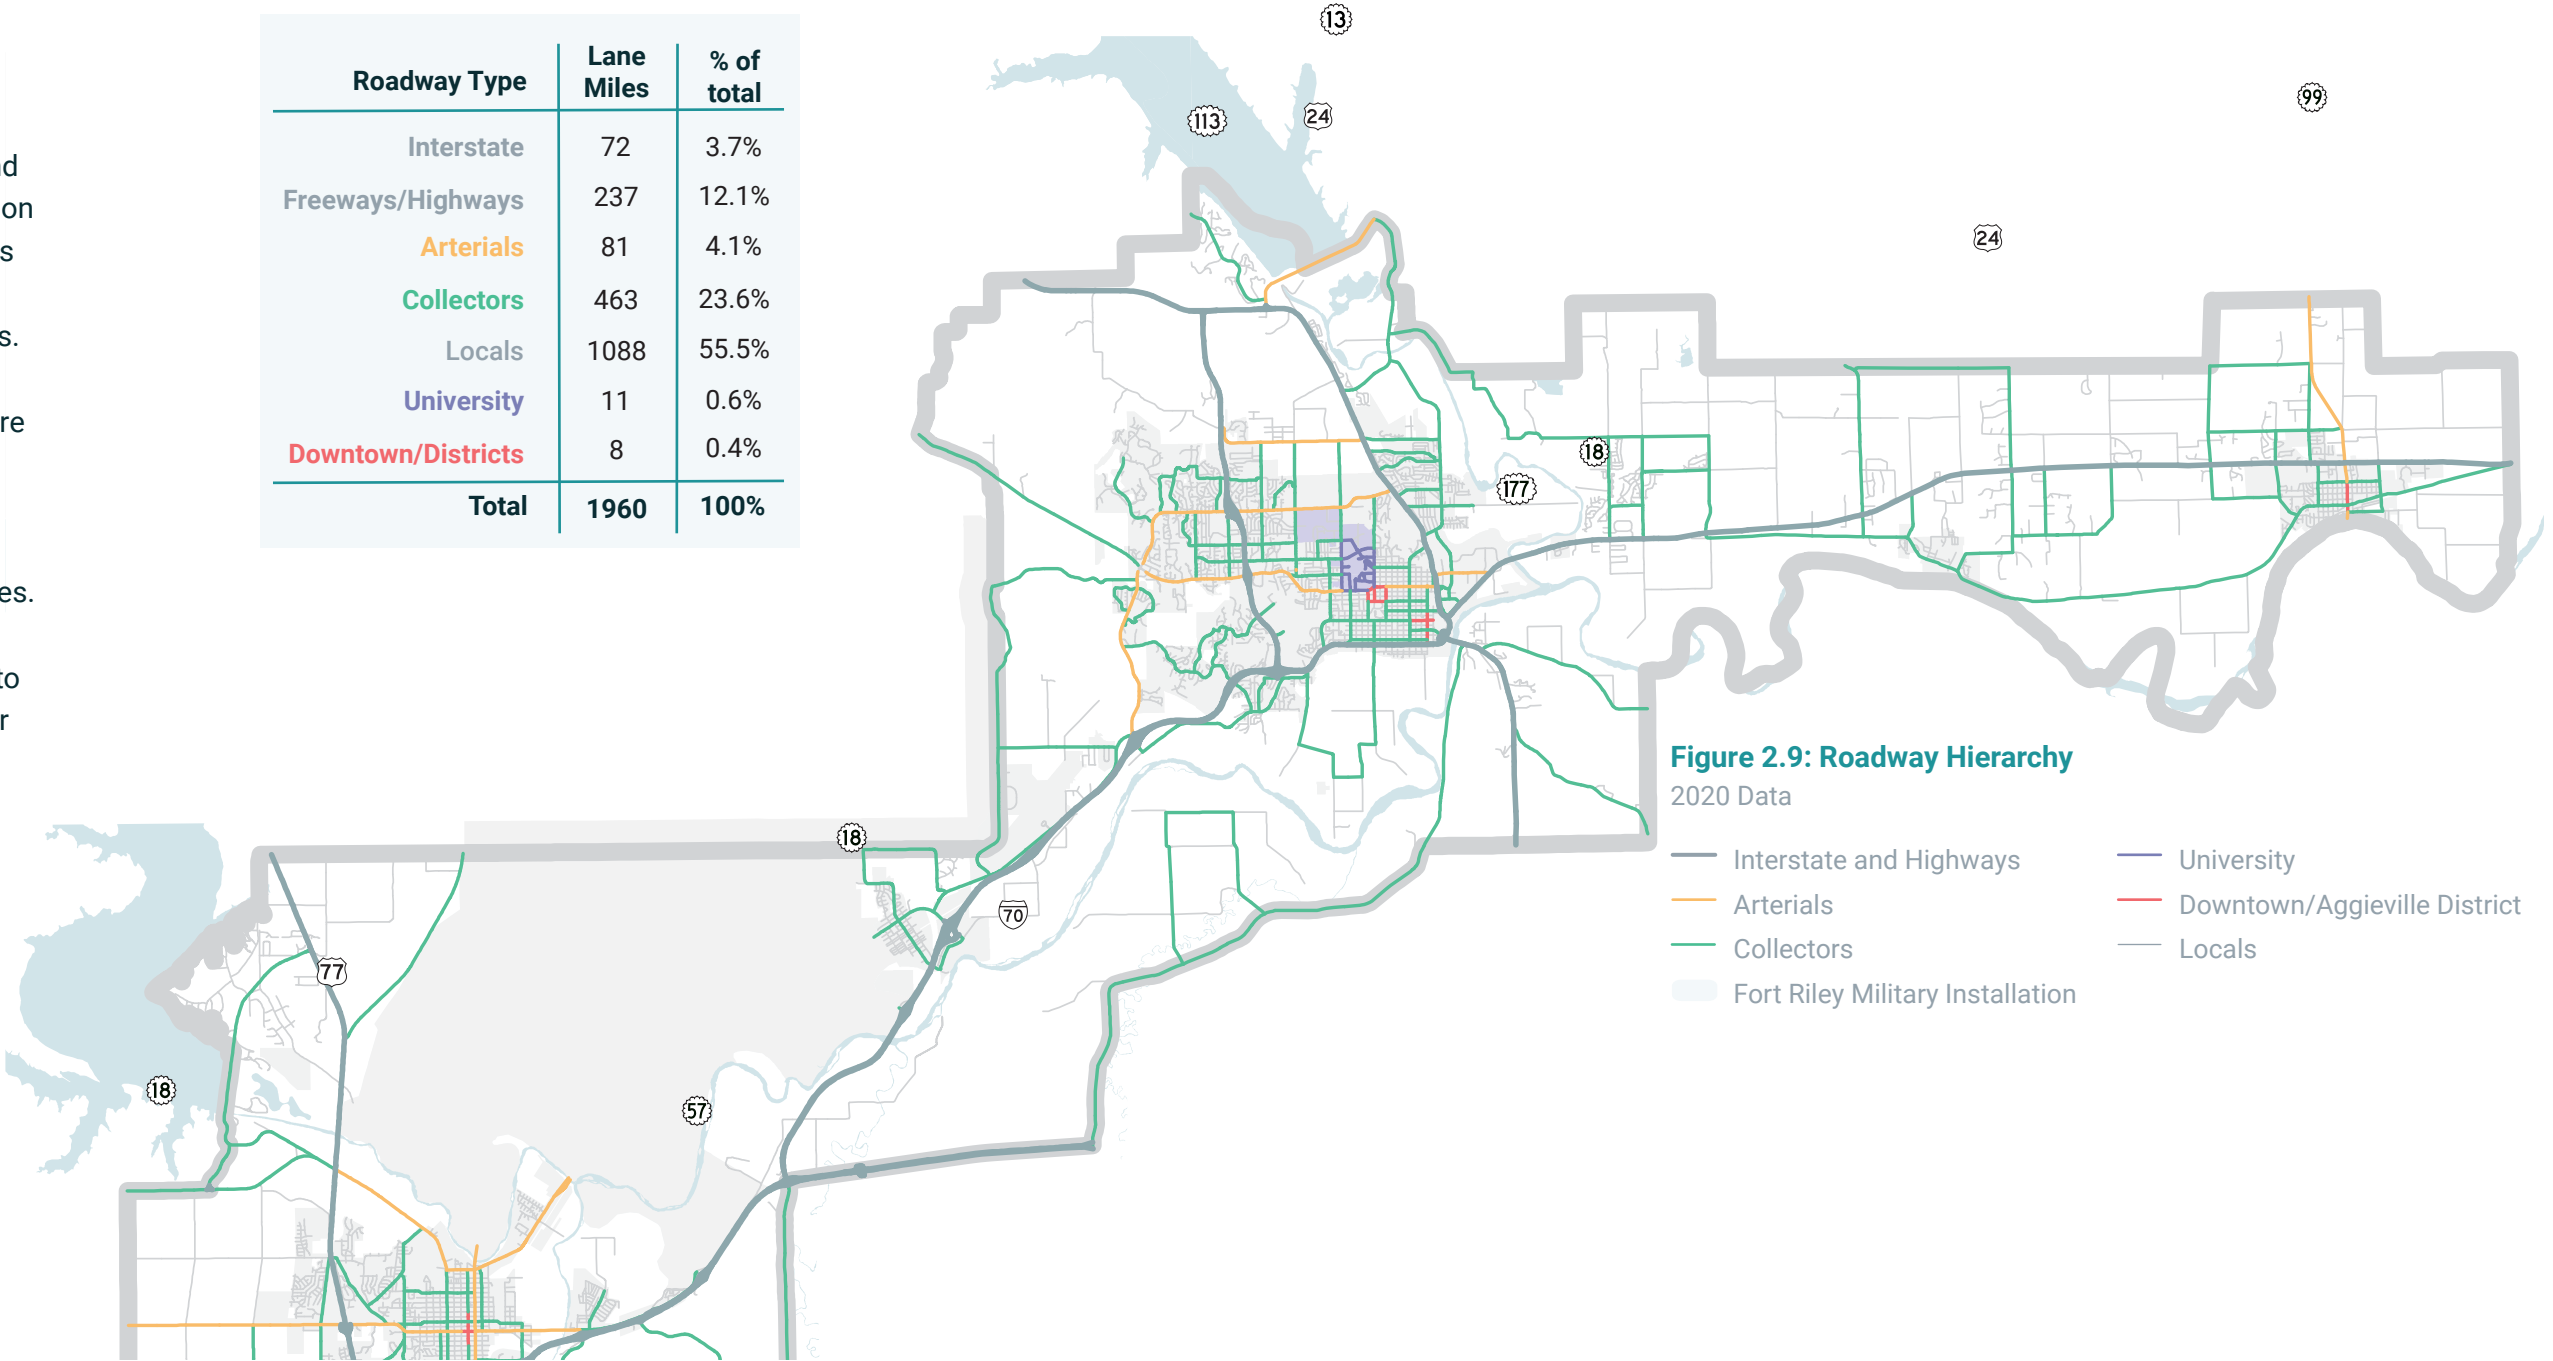 nd
on
s
s.
re
es.
to
r
Roadway Type Lane Miles % of total
Interstate 72 3.7%
Freeways/Highways 237 12.1%
Arterials 81 4.1%
Collectors 463 23.6%
Locals 1088 55.5%
University 11 0.6%
Downtown/Districts 8 0.4%
Total 1960 100%
13
113
24
99
24
18
177
18
70
77
18
57
Figure 2.9: Roadway Hierarchy
2020 Data
Interstate and Highways
Arterials
Collectors
Fort Riley Military Installation
University
Downtown/Aggieville District
Locals